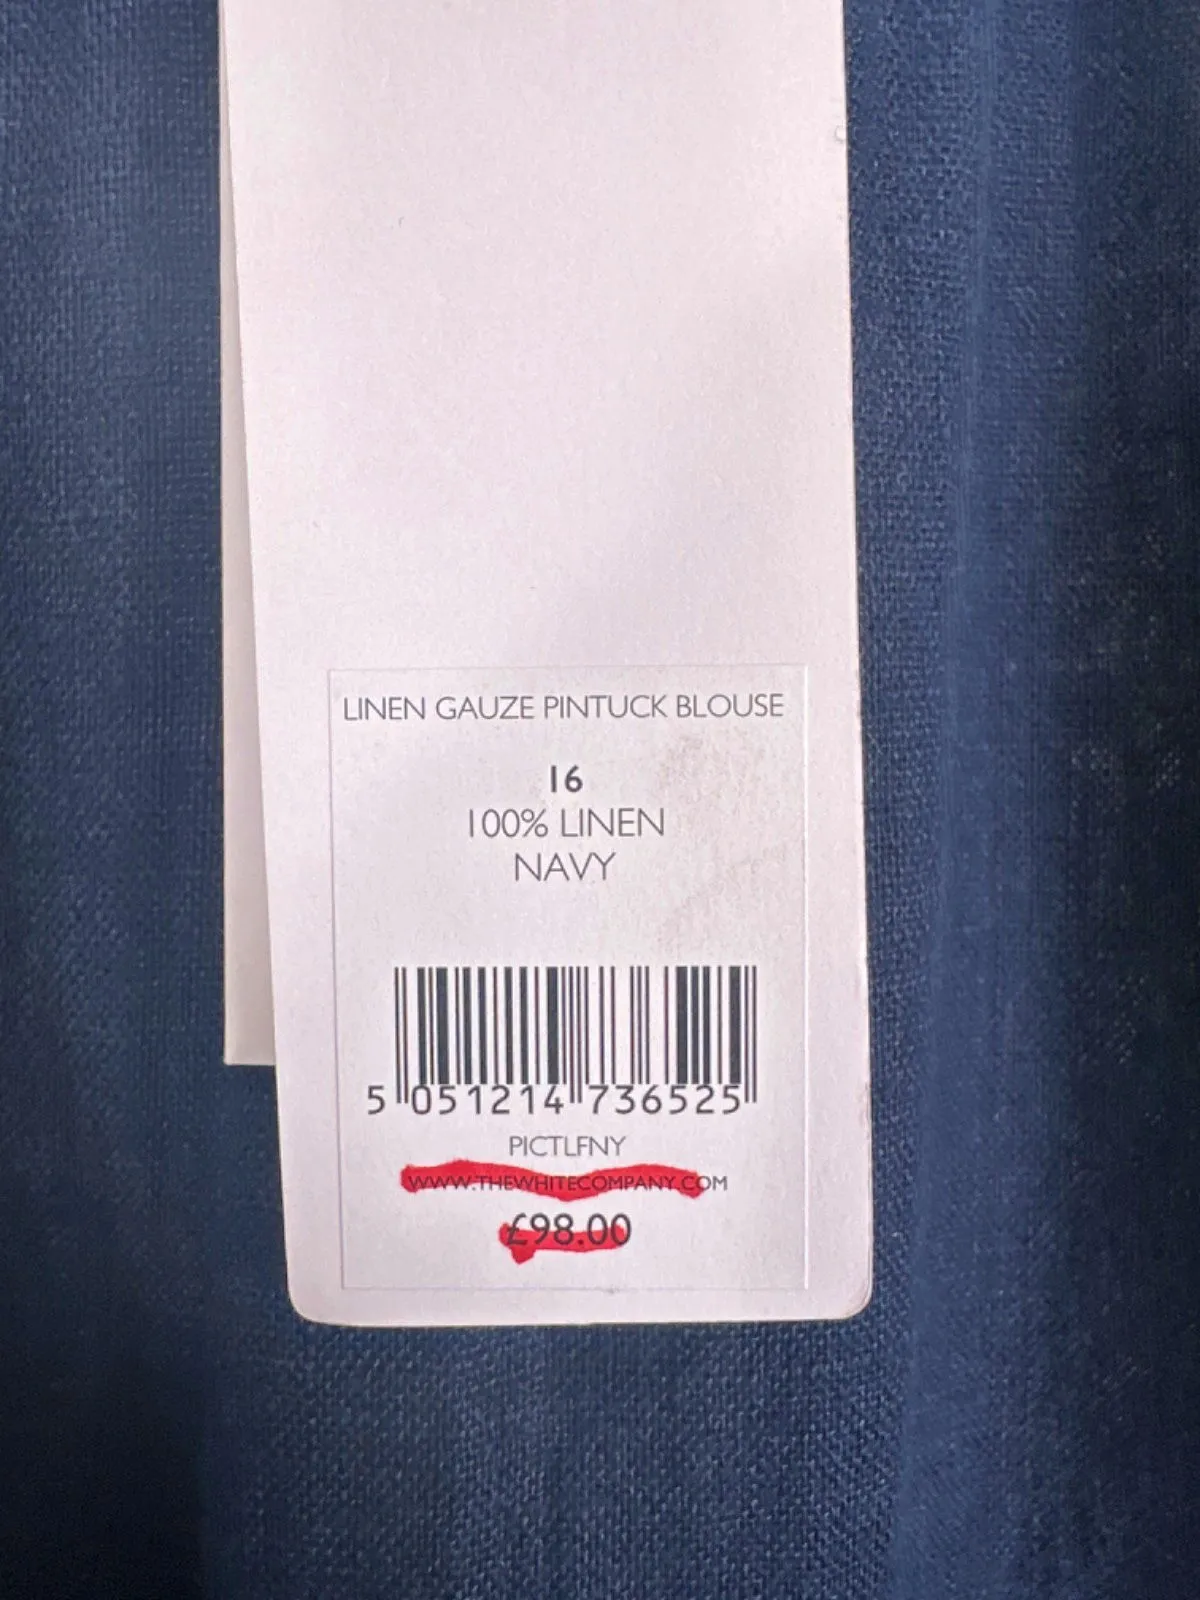 LINEN GAUZE PINTUCK BLOUSE
16
100% LINEN
NAVY
5 051214 736525
PICTLFNY
WWW.THEWHITECOMPANY.COM
£98.00